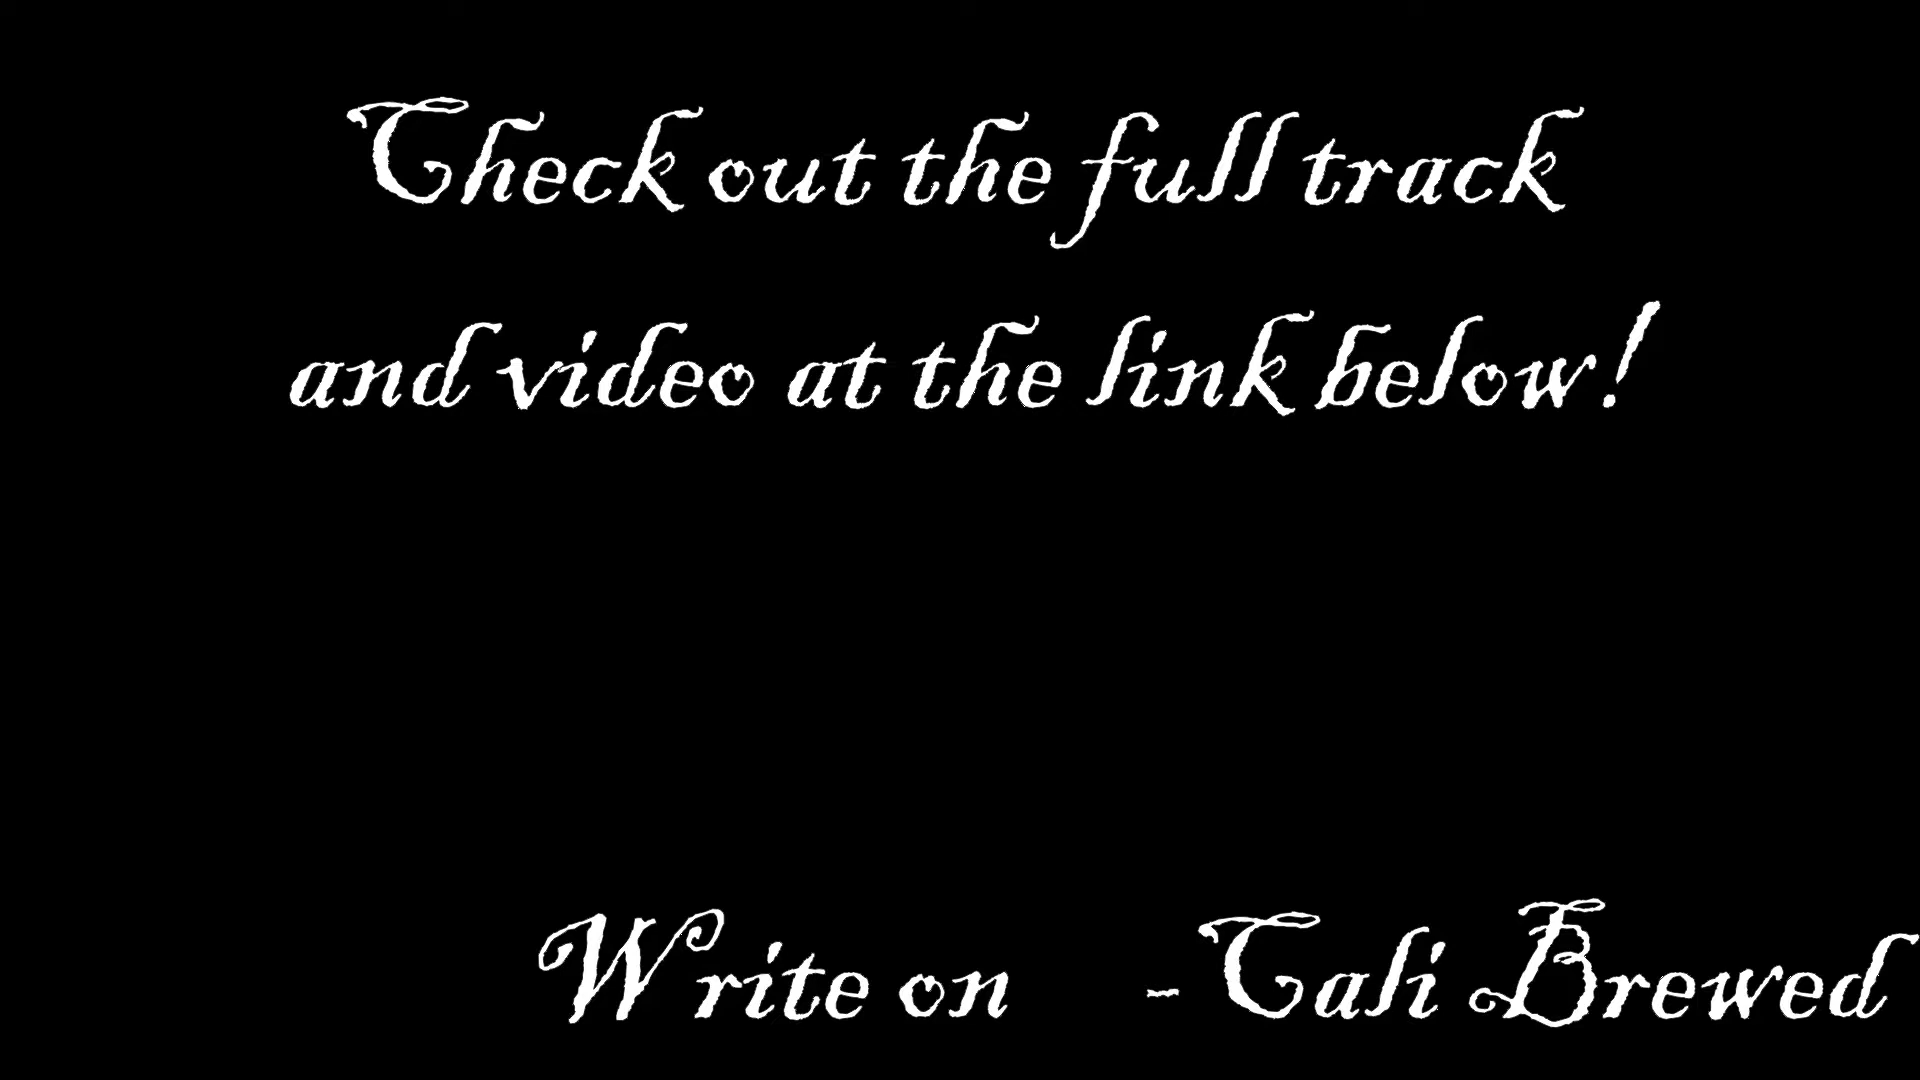 Check out the full track
and video at the link below!
Write on - Cali Brewed